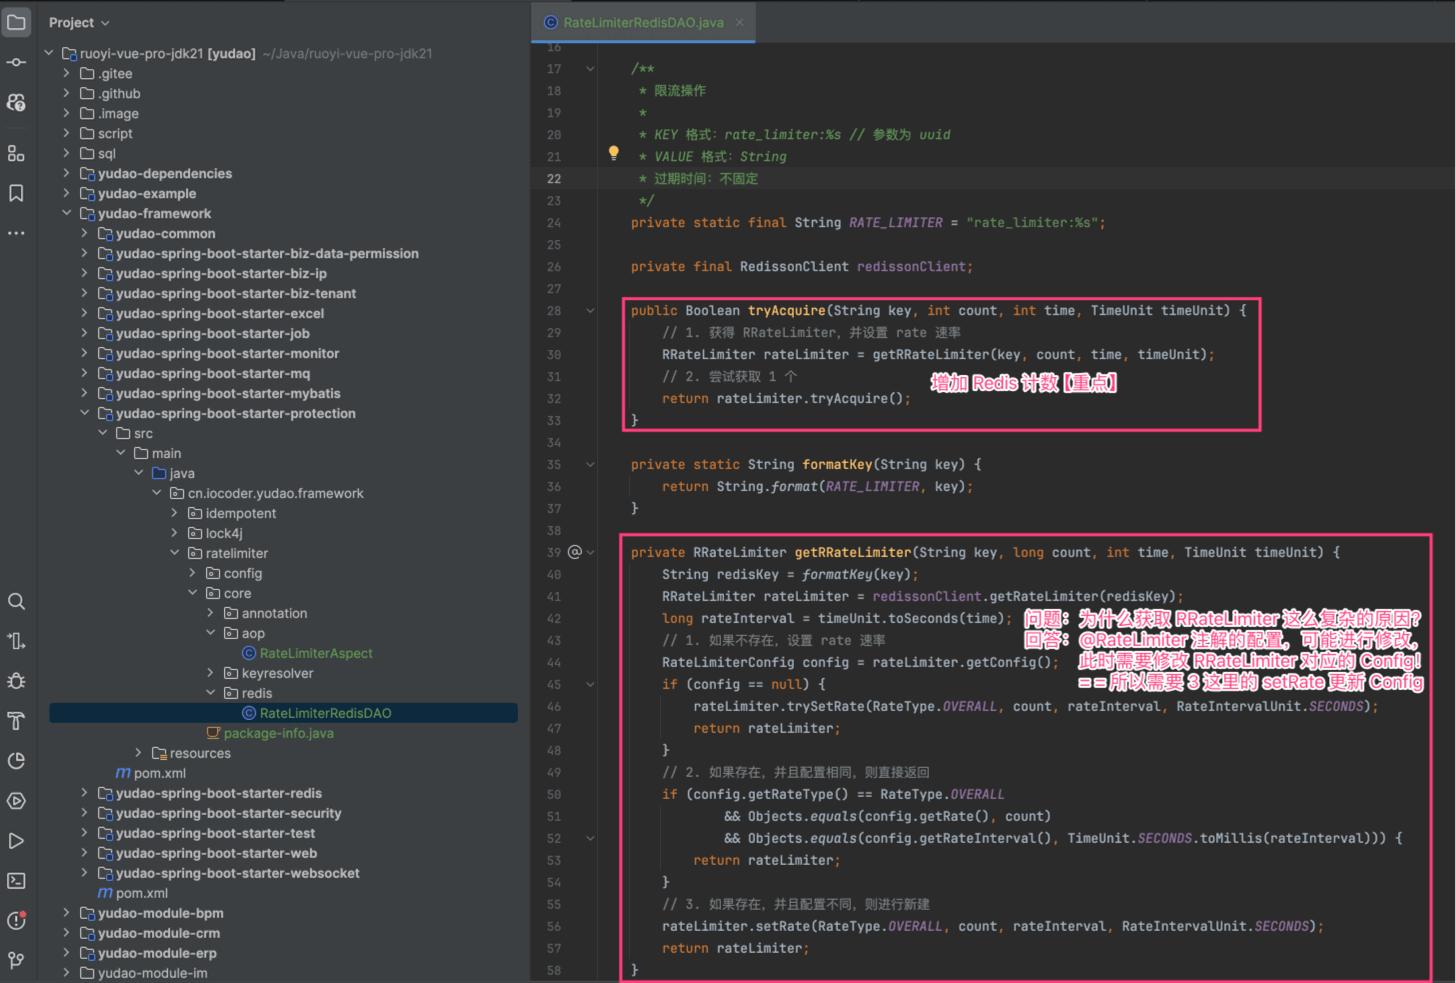 Project
ruoyi-vue-pro-jdk21 [yudao] ~/Java/ruoyi-vue-pro-jdk21
.gitee
.github
.image
script
sql
yudao-dependencies
yudao-example
yudao-framework
yudao-common
yudao-spring-boot-starter-biz-data-permission
yudao-spring-boot-starter-biz-ip
yudao-spring-boot-starter-biz-tenant
yudao-spring-boot-starter-excel
yudao-spring-boot-starter-job
yudao-spring-boot-starter-monitor
yudao-spring-boot-starter-mq
yudao-spring-boot-starter-mybatis
yudao-spring-boot-starter-protection
src
main
java
cn.iocoder.yudao.framework
idempotent
lock4j
ratelimiter
config
core
annotation
aop
RateLimiterAspect
keyresolver
redis
RateLimiterRedisDAO
package-info.java
resources
pom.xml
yudao-spring-boot-starter-redis
yudao-spring-boot-starter-security
yudao-spring-boot-starter-test
yudao-spring-boot-starter-web
yudao-spring-boot-starter-websocket
pom.xml
yudao-module-bpm
yudao-module-crm
yudao-module-erp
yudao-module-im
RateLimiterRedisDAO.java
16
17 /**
18 * 限流操作
19 *
20 * KEY 格式：rate_limiter:%s // 参数为 uuid
21 * VALUE 格式：String
22 * 过期时间：不固定
23 */
24 private static final String RATE_LIMITER = "rate_limiter:%s";
25
26 private final RedissonClient redissonClient;
27
28 public Boolean tryAcquire(String key, int count, int time, TimeUnit timeUnit) {
29 // 1. 获得 RRateLimiter，并设置 rate 速率
30 RRateLimiter rateLimiter = getRRateLimiter(key, count, time, timeUnit);
31 // 2. 尝试获取 1 个
增加 Redis 计数【重点】
32 return rateLimiter.tryAcquire();
33 }
34
35 private static String formatKey(String key) {
36 return String.format(RATE_LIMITER, key);
37 }
38
39 private RRateLimiter getRRateLimiter(String key, long count, int time, TimeUnit timeUnit) {
40 String redisKey = formatKey(key);
41 RRateLimiter rateLimiter = redissonClient.getRateLimiter(redisKey);
42 long rateInterval = timeUnit.toSeconds(time);
问题：为什么获取 RRateLimiter 这么复杂的原因？
43 // 1. 如果不存在，设置 rate 速率
回答：@RateLimiter 注解的配置，可能进行修改，
44 RateLimiterConfig config = rateLimiter.getConfig();
此时需要修改 RRateLimiter 对应的 Config！
45 if (config == null) {
== 所以需要 3 这里的 setRate 更新 Config
46 rateLimiter.trySetRate(RateType.OVERALL, count, rateInterval, RateIntervalUnit.SECONDS);
47 return rateLimiter;
48 }
49 // 2. 如果存在，并且配置相同，则直接返回
50 if (config.getRateType() == RateType.OVERALL
51 && Objects.equals(config.getRate(), count)
52 && Objects.equals(config.getRateInterval(), TimeUnit.SECONDS.toMillis(rateInterval))) {
53 return rateLimiter;
54 }
55 // 3. 如果存在，并且配置不同，则进行新建
56 rateLimiter.setRate(RateType.OVERALL, count, rateInterval, RateIntervalUnit.SECONDS);
57 return rateLimiter;
58 }